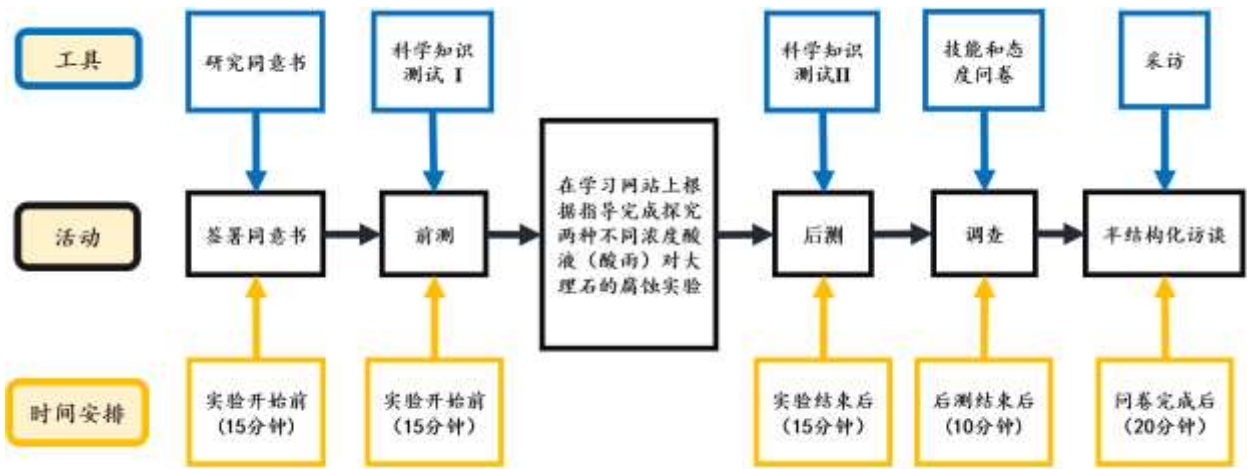 工具
研究同意书
科学知识
测试 I
科学知识
测试II
技能和态
度问卷
采访
活动
签署同意书
前测
在学习网站上根
据指导完成探究
两种不同浓度酸
液（酸雨）对大
理石的腐蚀实验
后测
调查
半结构化访谈
时间安排
实验开始前
(15分钟)
实验开始前
（15分钟）
实验结束后
（15分钟）
后测结束后
(10分钟）
问卷完成后
（20分钟）